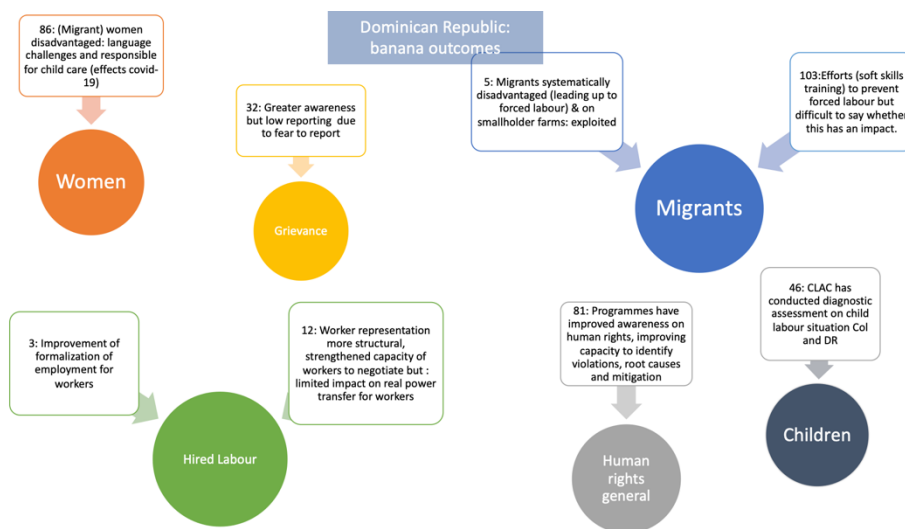 Dominican Republic:
banana outcomes
86: (Migrant) women
disadvantaged: language
challenges and responsible
for child care (effects covid-
19)
Women
32: Greater awareness
but low reporting due
to fear to report
Grievance
5: Migrants systematically
disadvantaged (leading up to
forced labour) & on
smallholder farms: exploited
103:Efforts (soft skills
training) to prevent
forced labour but
difficult to say whether
this has an impact.
Migrants
3: Improvement of
formalization of
employment for
workers
12: Worker representation
more structural,
strengthened capacity of
workers to negotiate but :
limited impact on real power
transfer for workers
Hired Labour
81: Programmes have
improved awareness on
human rights, improving
capacity to identify
violations, root causes
and mitigation
Human
rights
general
46: CLAC has
conducted diagnostic
assessment on child
labour situation Col
and DR
Children